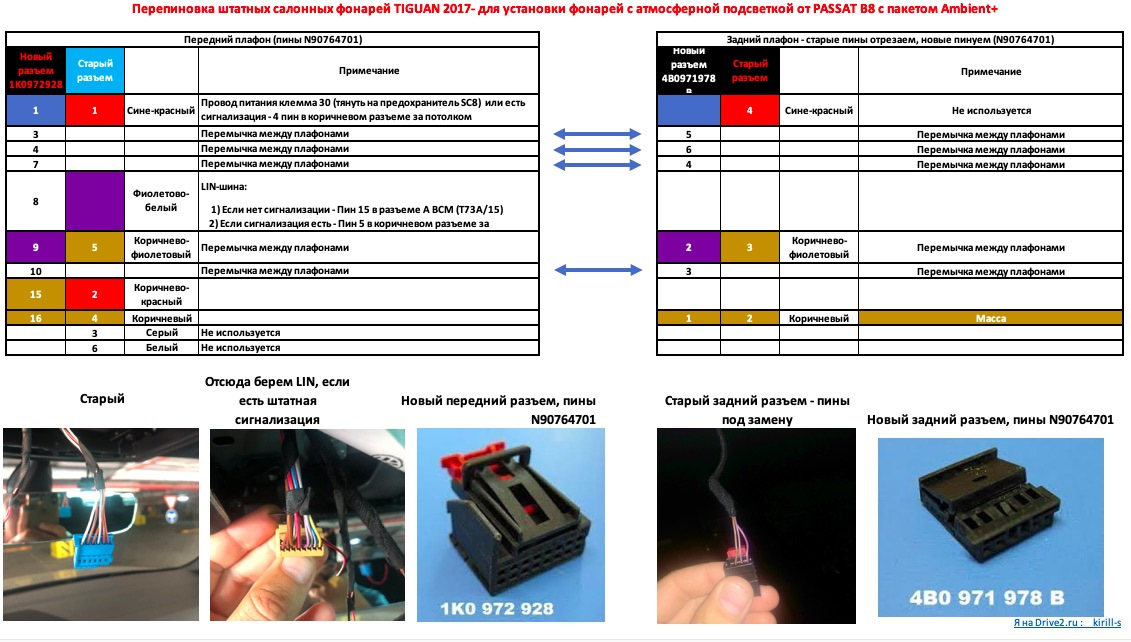 Перепиновка штатных салонных фонарей TIGUAN 2017- для установки фонарей с атмосферной подсветкой от PASSAT B8 с пакетом Ambient+
Передний плафон (пины N90764701)
Новый разъем 1K0972928 Старый разъем Примечание
1 1 Сине-красный Провод питания клемма 30 (тянуть на предохранитель SC8) или есть сигнализация - 4 пин в коричневом разъеме за потолком
3 Перемычка между плафонами
4 Перемычка между плафонами
7 Перемычка между плафонами
8 Фиолетово-белый LIN-шина:
1) Если нет сигнализации - Пин 15 в разъеме A BCM (T73A/15)
2) Если сигнализация есть - Пин 5 в коричневом разъеме за
9 5 Коричнево-фиолетовый Перемычка между плафонами
10 Перемычка между плафонами
15 2 Коричнево-красный
16 4 Коричневый
3 Серый Не используется
6 Белый Не используется
Задний плафон - старые пины отрезаем, новые пинуем (N90764701)
Новый разъем 4B0971978 B Старый разъем Примечание
4 Сине-красный Не используется
5 Перемычка между плафонами
6 Перемычка между плафонами
4 Перемычка между плафонами
2 3 Коричнево-фиолетовый Перемычка между плафонами
3 Перемычка между плафонами
1 2 Коричневый Масса
Старый
Отсюда берем LIN, если
есть штатная
сигнализация
Новый передний разъем, пины
N90764701
Старый задний разъем - пины
под замену
Новый задний разъем, пины N90764701
1K0 972 928
4B0 971 978 B
Я на Drive2.ru : kirill-s